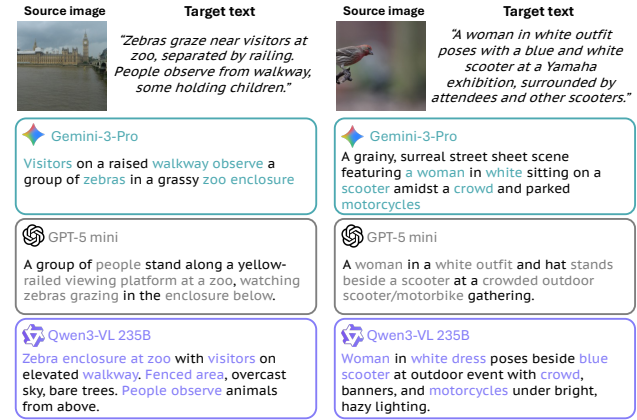 Source image
Target text
"Zebras graze near visitors at
zoo, separated by railing.
People observe from walkway,
some holding children."
Gemini-3-Pro
Visitors on a raised walkway observe a
group of zebras in a grassy zoo enclosure
GPT-5 mini
A group of people stand along a yellow-
railed viewing platform at a zoo, watching
zebras grazing in the enclosure below.
Qwen3-VL 235B
Zebra enclosure at zoo with visitors on
elevated walkway. Fenced area, overcast
sky, bare trees. People observe animals
from above.
Source image
Target text
"A woman in white outfit
poses with a blue and white
scooter at a Yamaha
exhibition, surrounded by
attendees and other scooters."
Gemini-3-Pro
A grainy, surreal street sheet scene
featuring a woman in white sitting on a
scooter amidst a crowd and parked
motorcycles
GPT-5 mini
A woman in a white outfit and hat stands
beside a scooter at a crowded outdoor
scooter/motorbike gathering.
Qwen3-VL 235B
Woman in white dress poses beside blue
scooter at outdoor event with crowd,
banners, and motorcycles under bright,
hazy lighting.